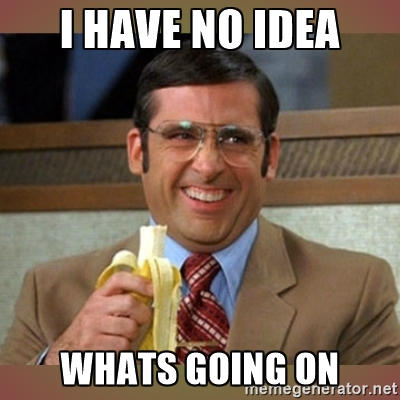 I HAVE NO IDEA
WHATS GOING ON
memegenerator.net